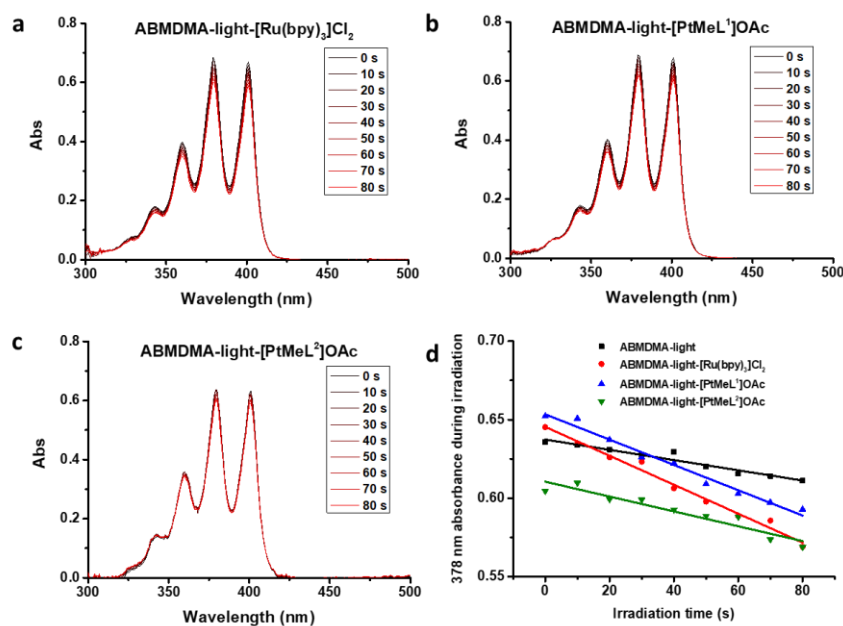 a
ABMDMA-light-[Ru(bpy)₃]Cl₂
Abs
0.8
0.6
0.4
0.2
0.0
300 350 400 450 500
Wavelength (nm)
0 s
10 s
20 s
30 s
40 s
50 s
60 s
70 s
80 s
b
ABMDMA-light-[PtMeL¹]OAc
Abs
0.8
0.6
0.4
0.2
0.0
300 350 400 450 500
Wavelength (nm)
0 s
10 s
20 s
30 s
40 s
50 s
60 s
70 s
80 s
c
ABMDMA-light-[PtMeL²]OAc
Abs
0.8
0.6
0.4
0.2
0.0
300 350 400 450 500
Wavelength (nm)
0 s
10 s
20 s
30 s
40 s
50 s
60 s
70 s
80 s
d
378 nm absorbance during irradiation
0.70
0.65
0.60
0.55
0 20 40 60 80
Irradiation time (s)
ABMDMA-light
ABMDMA-light-[Ru(bpy)₃]Cl₂
ABMDMA-light-[PtMeL¹]OAc
ABMDMA-light-[PtMeL²]OAc